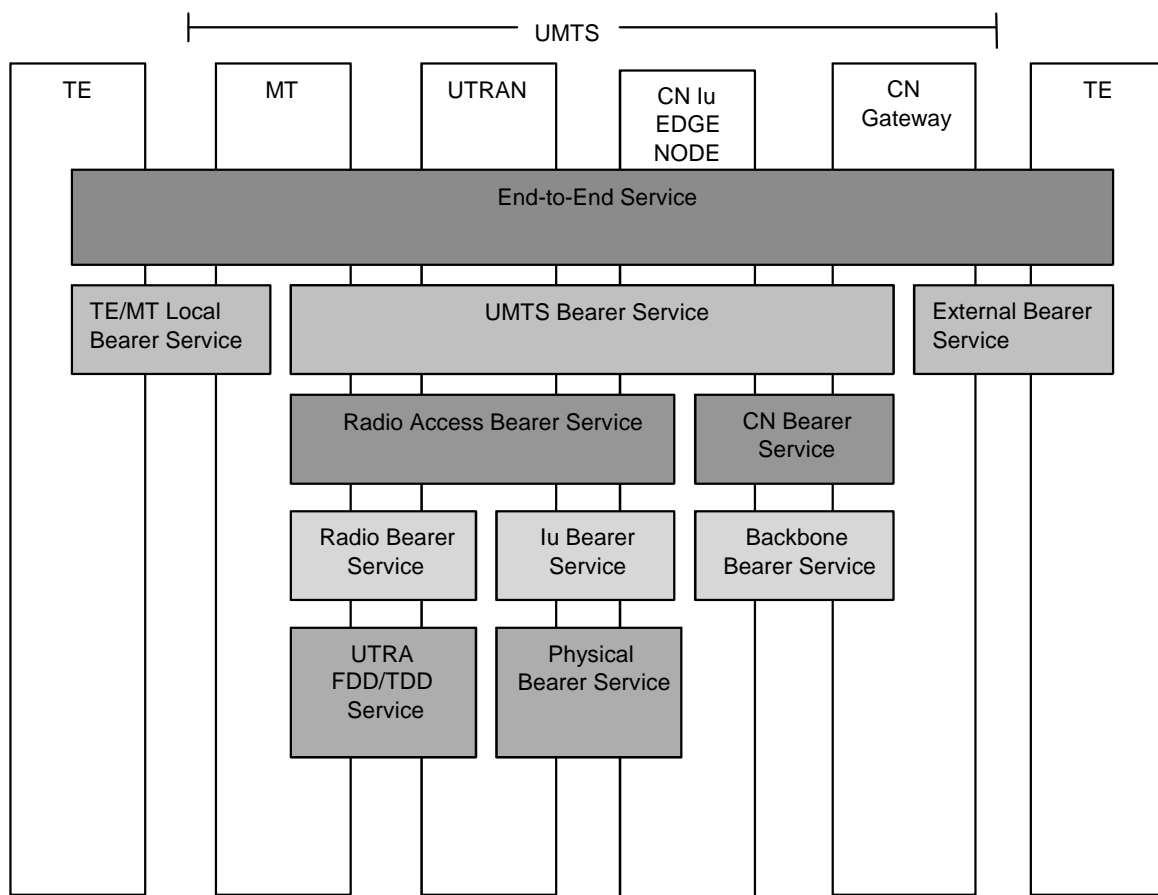 UMTS
TE
MT
UTRAN
CN Iu
EDGE
NODE
CN
Gateway
TE
End-to-End Service
TE/MT Local
Bearer Service
UMTS Bearer Service
External Bearer
Service
Radio Access Bearer Service
CN Bearer
Service
Radio Bearer
Service
Iu Bearer
Service
Backbone
Bearer Service
UTRA
FDD/TDD
Service
Physical
Bearer Service